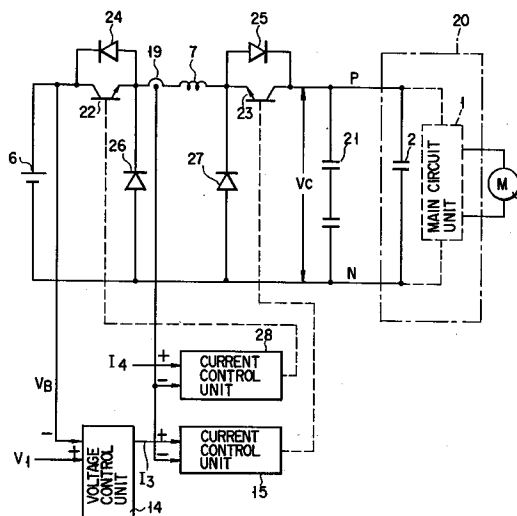 24
19
7
25
20
P
1
22
23
21
2
6
26
27
Vc
MAIN CIRCUIT
UNIT
M
N
28
I4
+
-
CURRENT
CONTROL
UNIT
VB
-
+
V1
VOLTAGE
CONTROL
UNIT
I3
+
-
CURRENT
CONTROL
UNIT
14
15